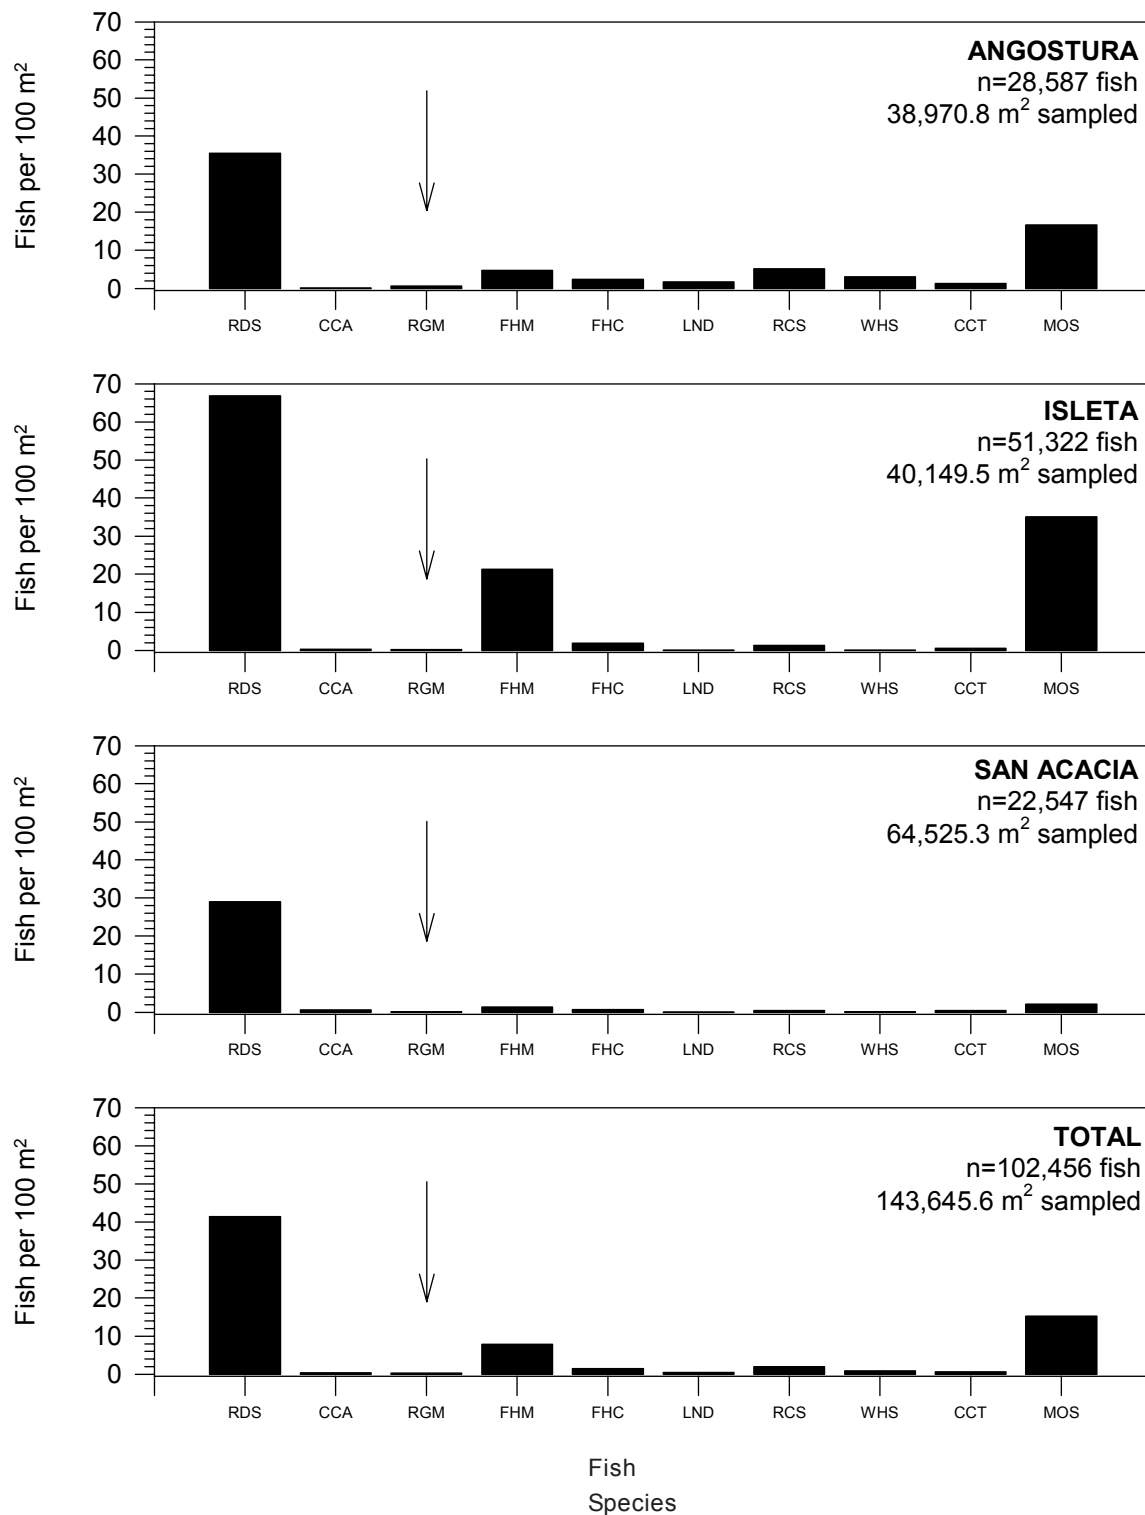 ANGOSTURA
n=28,587 fish
38,970.8 m² sampled
Fish per 100 m²
70
60
50
40
30
20
10
0
RDS CCA RGM FHM FHC LND RCS WHS CCT MOS
ISLETA
n=51,322 fish
40,149.5 m² sampled
Fish per 100 m²
70
60
50
40
30
20
10
0
RDS CCA RGM FHM FHC LND RCS WHS CCT MOS
SAN ACACIA
n=22,547 fish
64,525.3 m² sampled
Fish per 100 m²
70
60
50
40
30
20
10
0
RDS CCA RGM FHM FHC LND RCS WHS CCT MOS
TOTAL
n=102,456 fish
143,645.6 m² sampled
Fish per 100 m²
70
60
50
40
30
20
10
0
RDS CCA RGM FHM FHC LND RCS WHS CCT MOS
Fish
Species